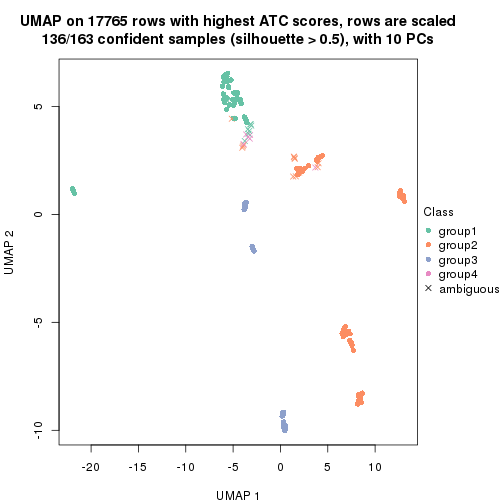 UMAP on 17765 rows with highest ATC scores, rows are scaled
136/163 confident samples (silhouette > 0.5), with 10 PCs
5
0
-5
-10
UMAP 2
-20
-15
-10
-5
0
5
10
UMAP 1
Class
group1
group2
group3
group4
ambiguous